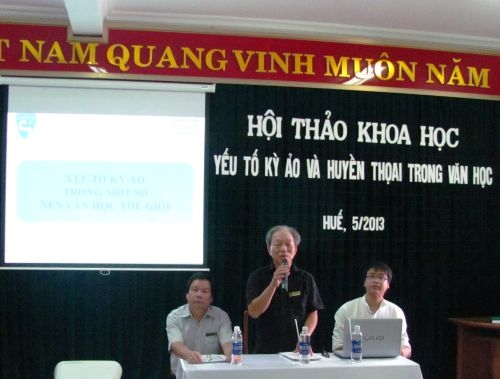 T NAM QUANG VINH MUÔN NĂM
HỘI THẢO KHOA HỌC
YẾU TỐ KỲ ẢO VÀ HUYỀN THOẠI TRONG VĂN HỌC
HUẾ, 5/2013
YẾU TỐ KỲ ẢO
TRONG MỘT SỐ
NỀN VĂN HỌC THẾ GIỚI
VAIO